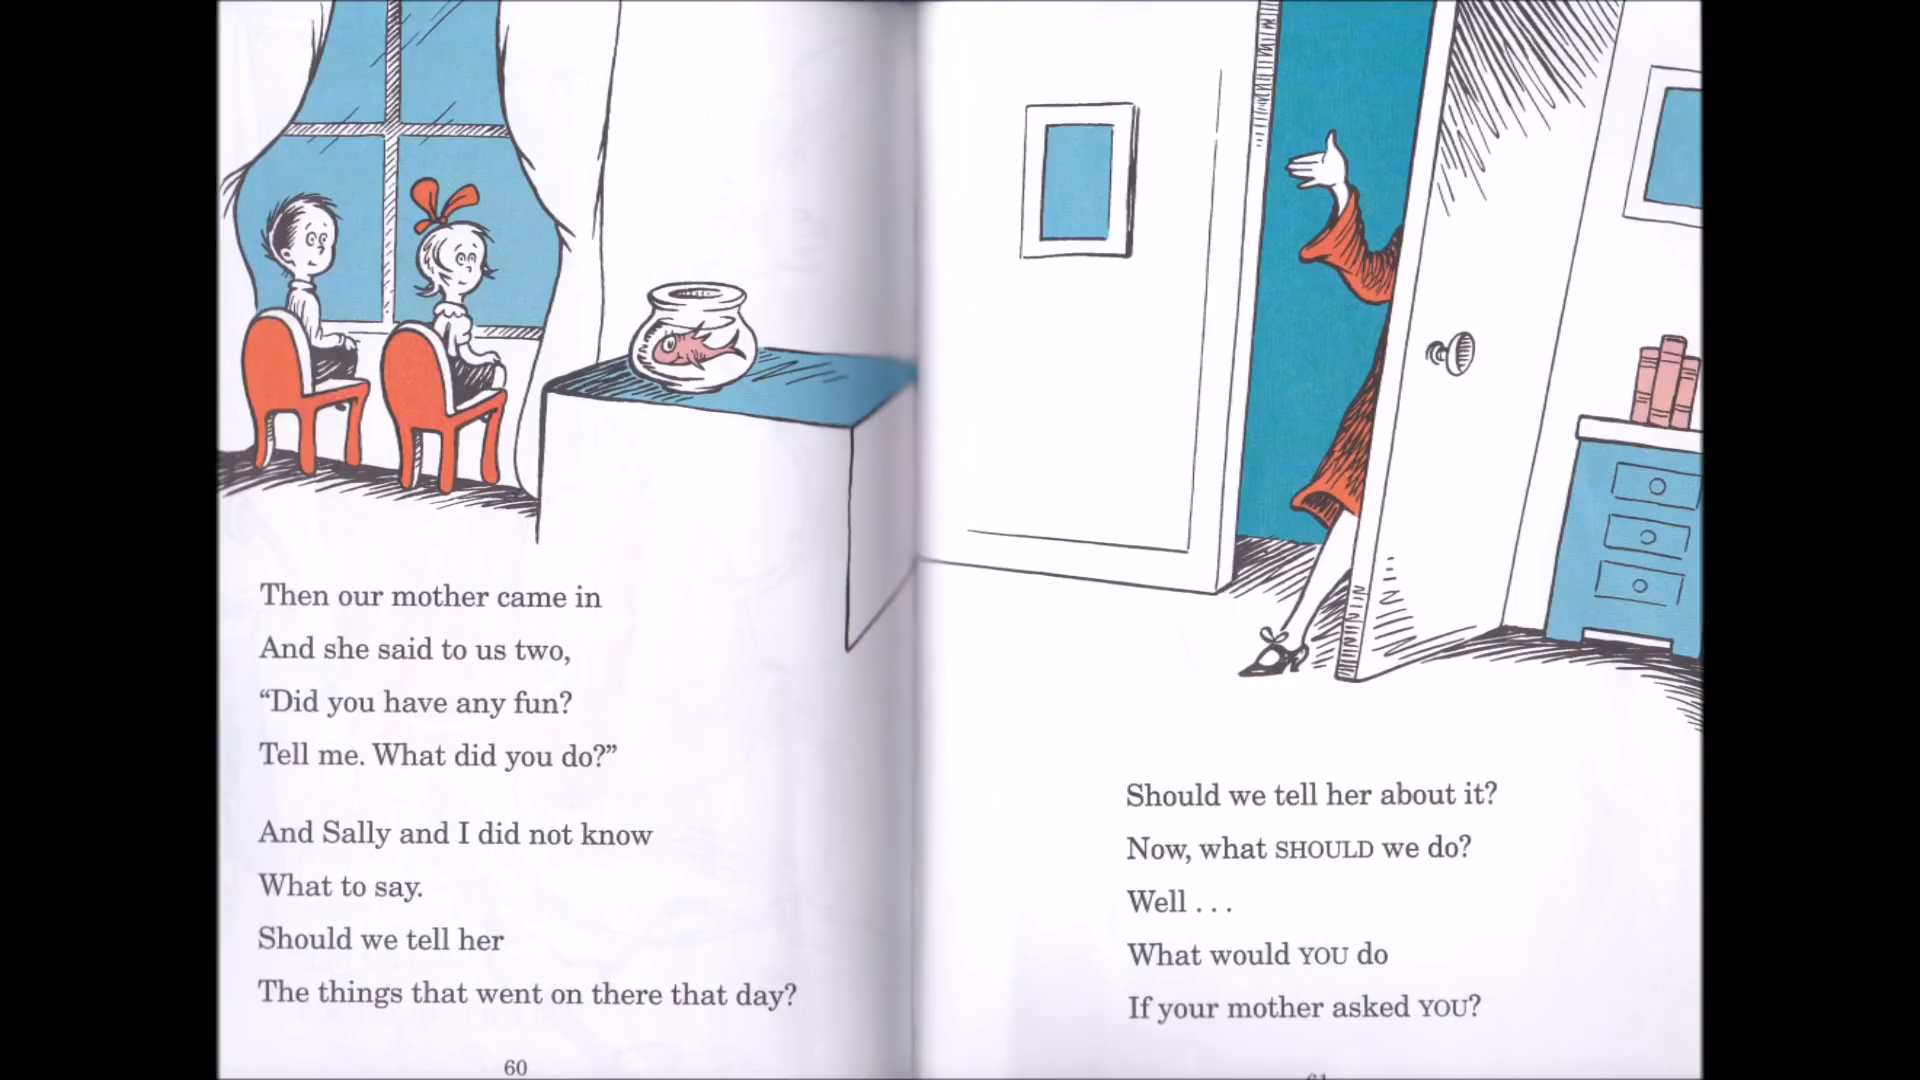 Then our mother came in
And she said to us two,
“Did you have any fun?
Tell me. What did you do?”
And Sally and I did not know
What to say.
Should we tell her
The things that went on there that day?
60
Should we tell her about it?
Now, what SHOULD we do?
Well . . .
What would YOU do
If your mother asked YOU?
61